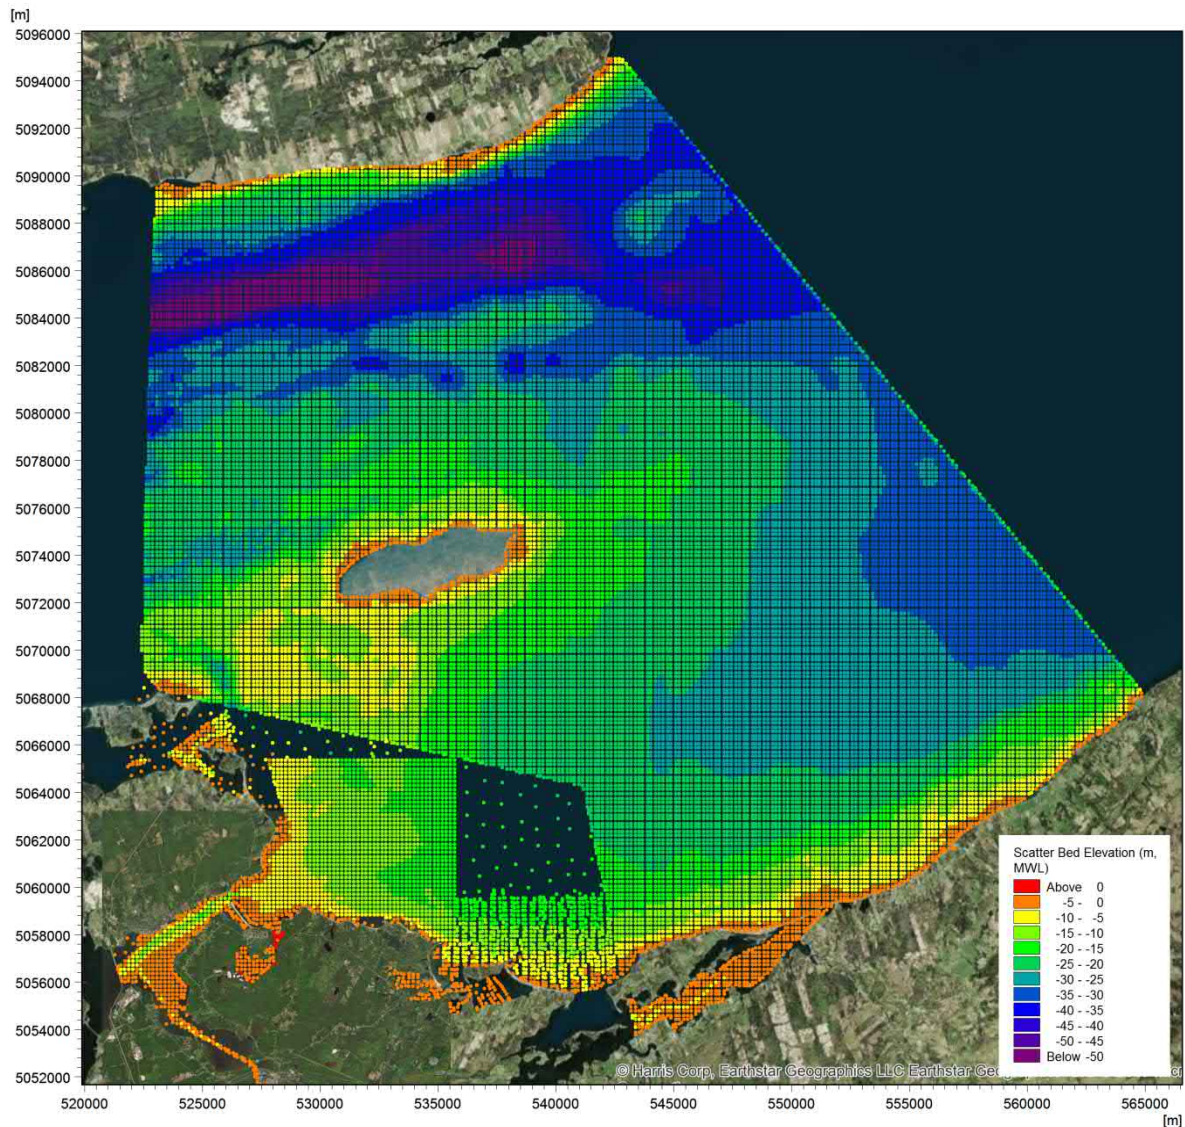 [m]
5096000
5094000
5092000
5090000
5088000
5086000
5084000
5082000
5080000
5078000
5076000
5074000
5072000
5070000
5068000
5066000
5064000
5062000
5060000
5058000
5056000
5054000
5052000
Scatter Bed Elevation (m,
MWL)
Above 0
-5 - 0
-10 - -5
-15 - -10
-20 - -15
-25 - -20
-30 - -25
-35 - -30
-40 - -35
-45 - -40
-50 - -45
Below -50
© Harris Corp, Earthstar Geographics LLC Earthstar Geogra
520000 525000 530000 535000 540000 545000 550000 555000 560000 565000
[m]